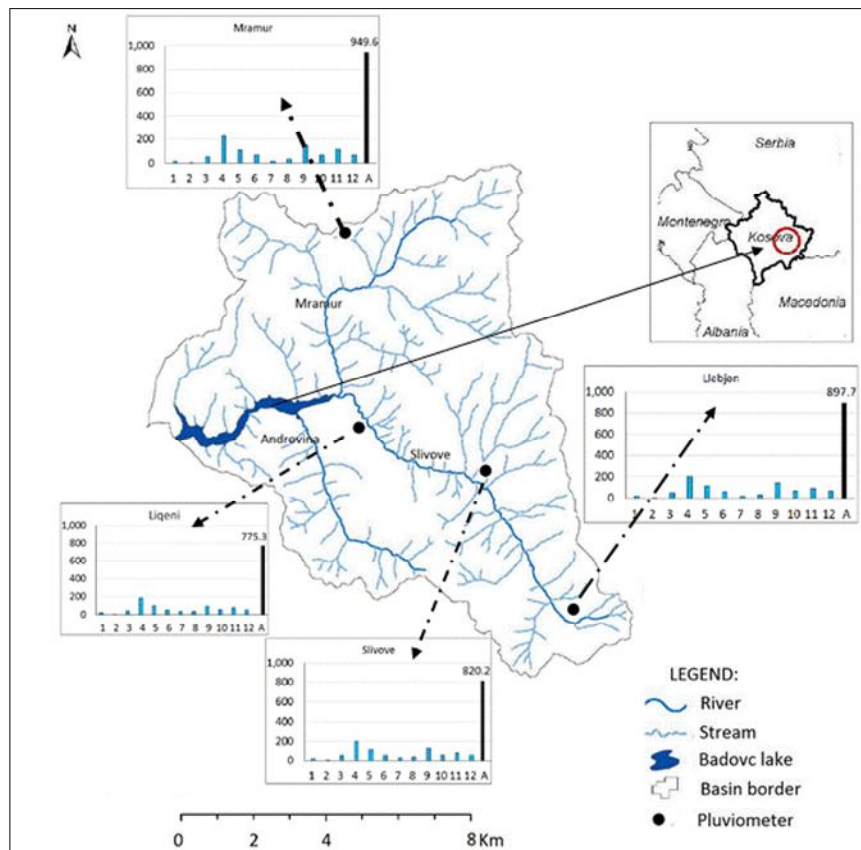 N
Mramur
1,000
800
600
400
200
0
949.6
1 2 3 4 5 6 7 8 9 10 11 12 A
Serbia
Montenegro
Kosova
Macedonia
Albania
Mramur
Androvina
Slivove
Llabjan
1,000
800
600
400
200
0
897.7
1 2 3 4 5 6 7 8 9 10 11 12 A
Liqeni
1,000
800
600
400
200
0
775.3
1 2 3 4 5 6 7 8 9 10 11 12 A
Slivove
1,000
800
600
400
200
0
820.2
1 2 3 4 5 6 7 8 9 10 11 12 A
LEGEND:
River
Stream
Badovc lake
Basin border
Pluviometer
0 2 4 8 Km